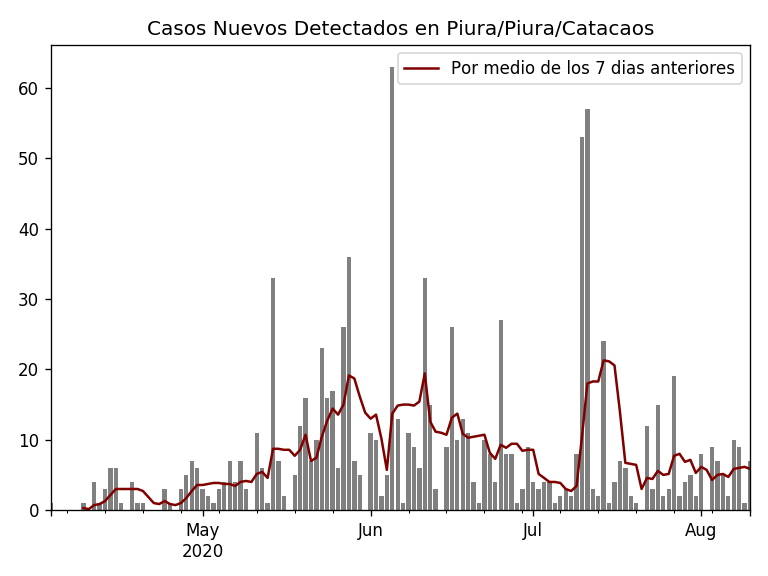 Casos Nuevos Detectados en Piura/Piura/Catacaos
Por medio de los 7 dias anteriores
60
50
40
30
20
10
0
May
2020
Jun
Jul
Aug